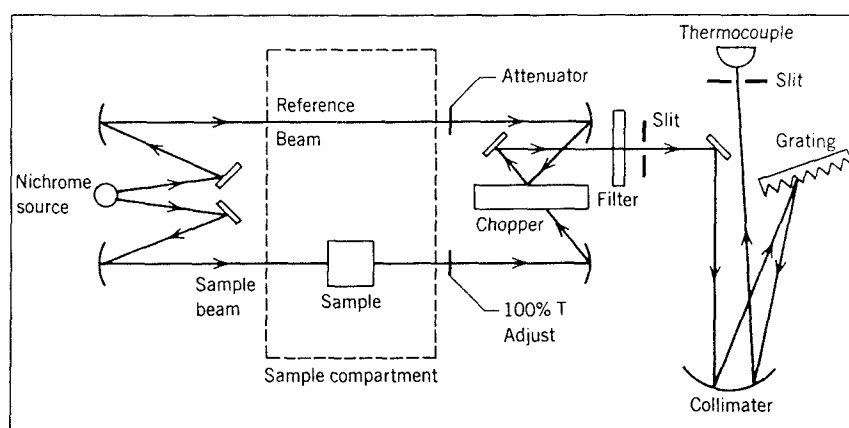 Thermocouple
Slit
Attenuator
Reference
Beam
Slit
Grating
Nichrome
source
Chopper
Filter
Sample
beam
Sample
100% T
Adjust
Sample compartment
Collimater